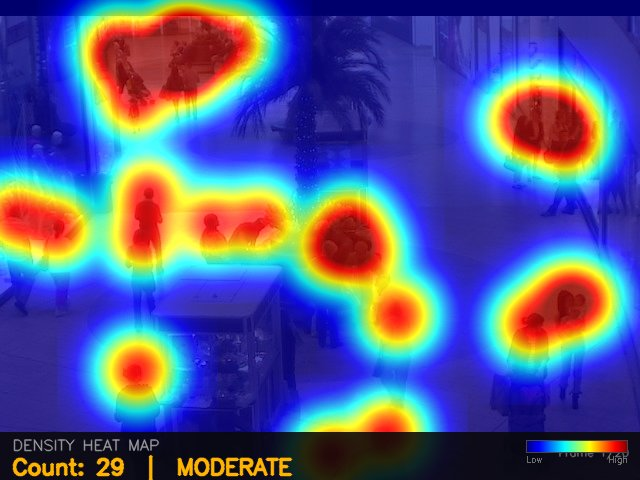 DENSITY HEAT MAP
Count: 29 | MODERATE
Low
High